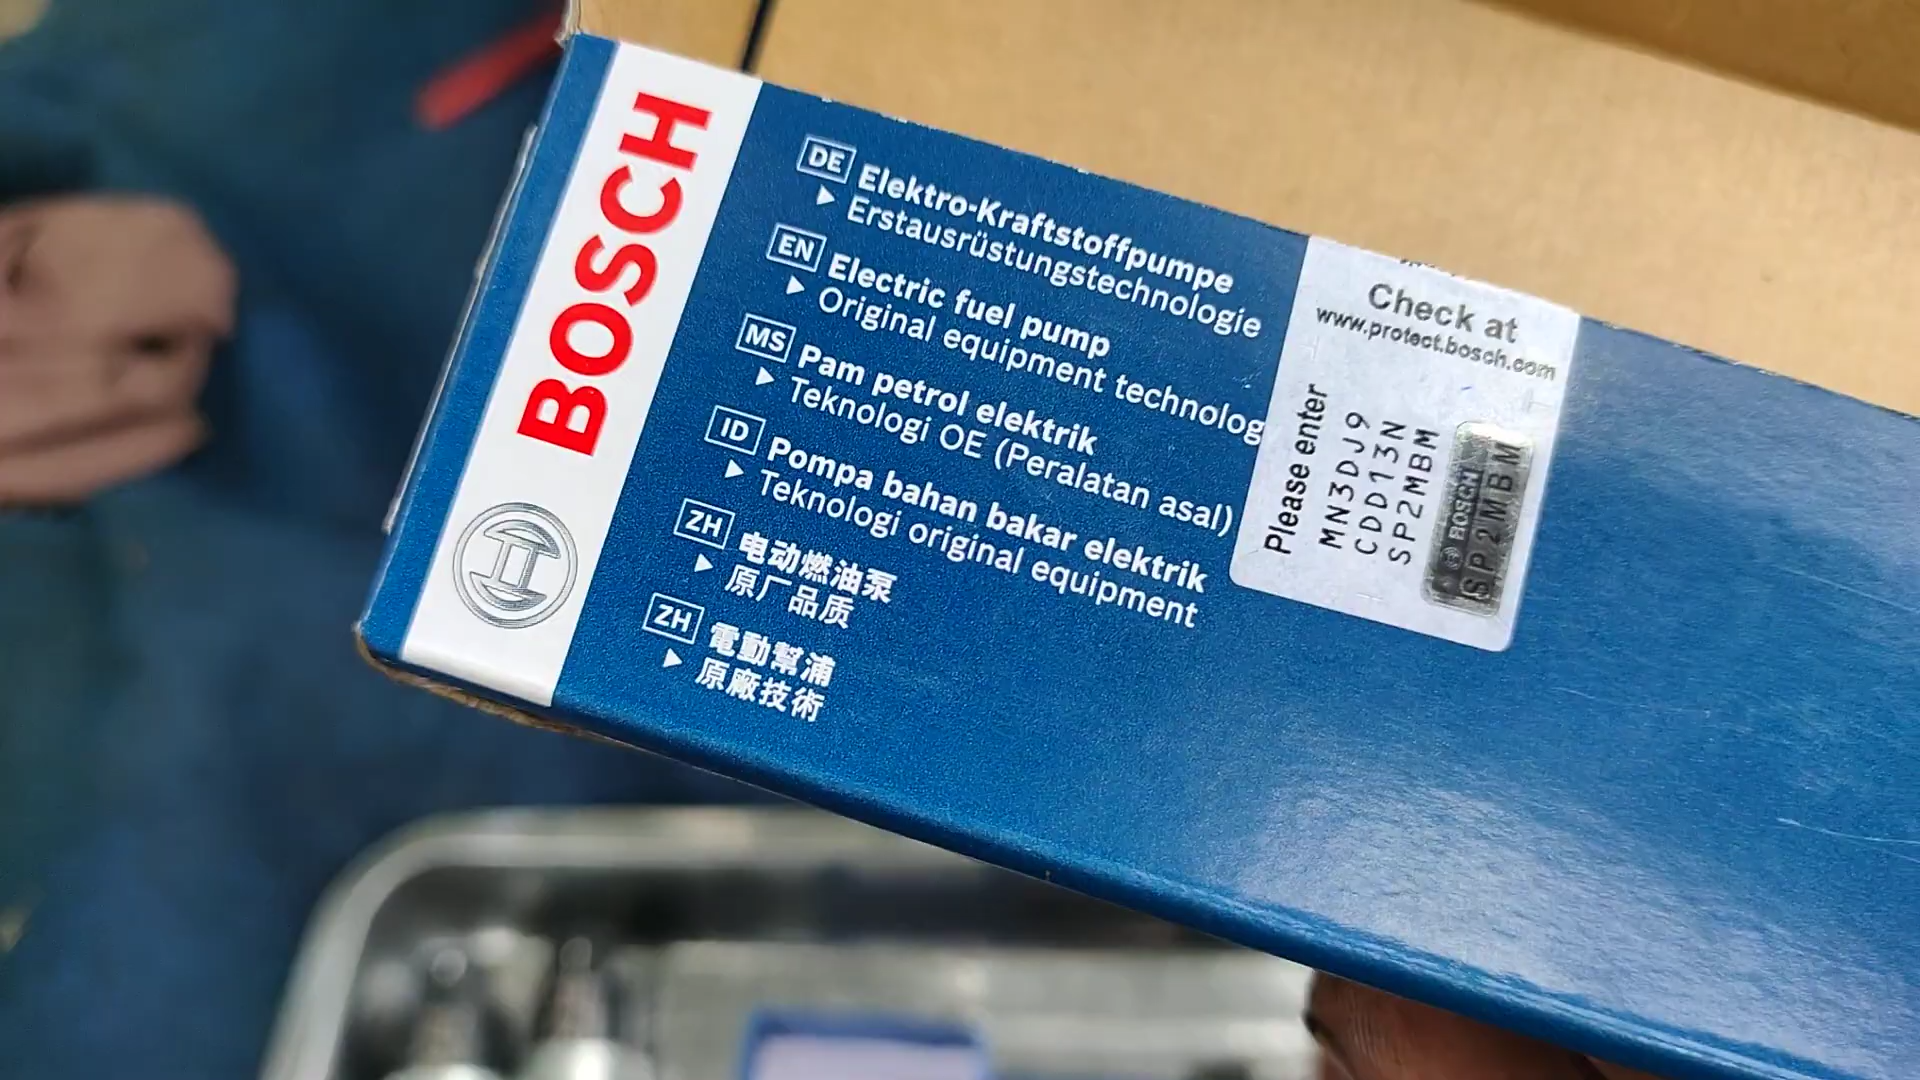 BOSCH
DE Elektro-Kraftstoffpumpe
Erstausrüstungstechnologie
EN Electric fuel pump
Original equipment technolog
MS Pam petrol elektrik
Teknologi OE (Peralatan asal)
ID Pompa bahan bakar elektrik
Teknologi original equipment
ZH 电动燃油泵
原厂品质
ZH 電動幫浦
原廠技術
Check at
www.protect.bosch.com
Please enter
MN3DJ9
CDD13N
SP2MBM
BOSCH
SP2MBM